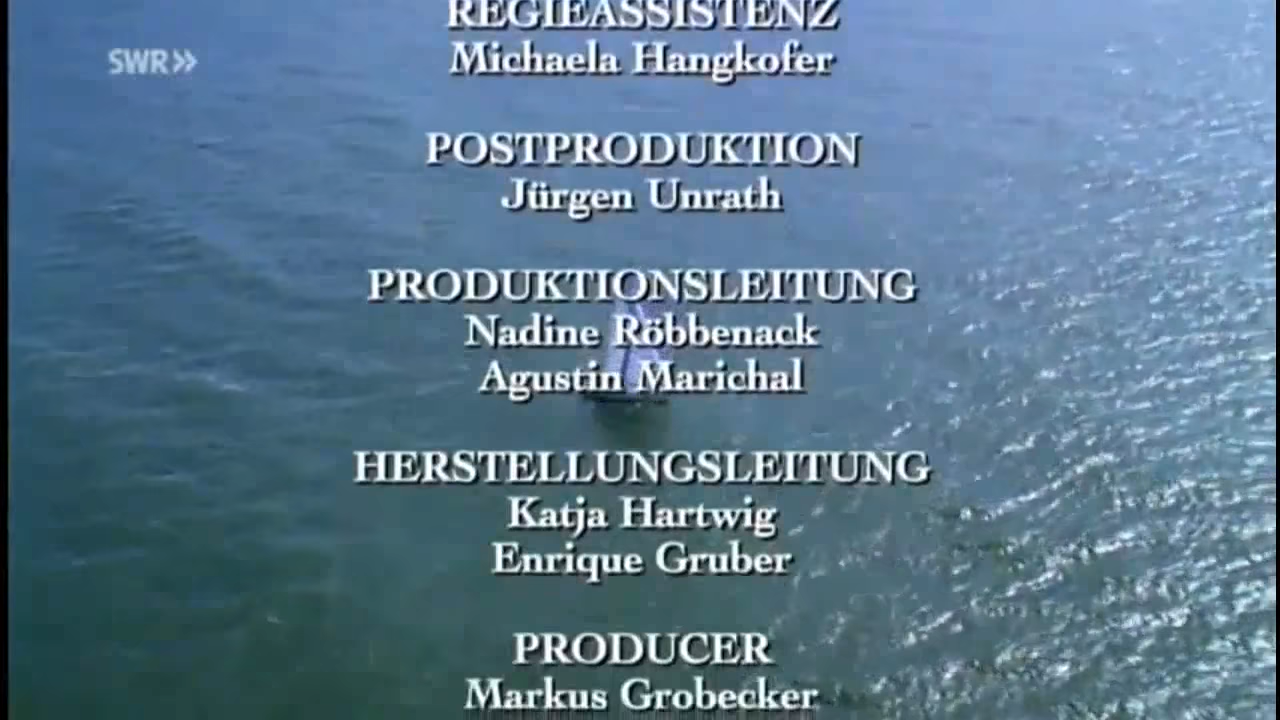 REGIEASSISTENZ
SWR»
Michaela Hangkofer
POSTPRODUKTION
Jürgen Unrath
PRODUKTIONSLEITUNG
Nadine Röbbenack
Agustin Marichal
HERSTELLUNGSLEITUNG
Katja Hartwig
Enrique Gruber
PRODUCER
Markus Grobecker